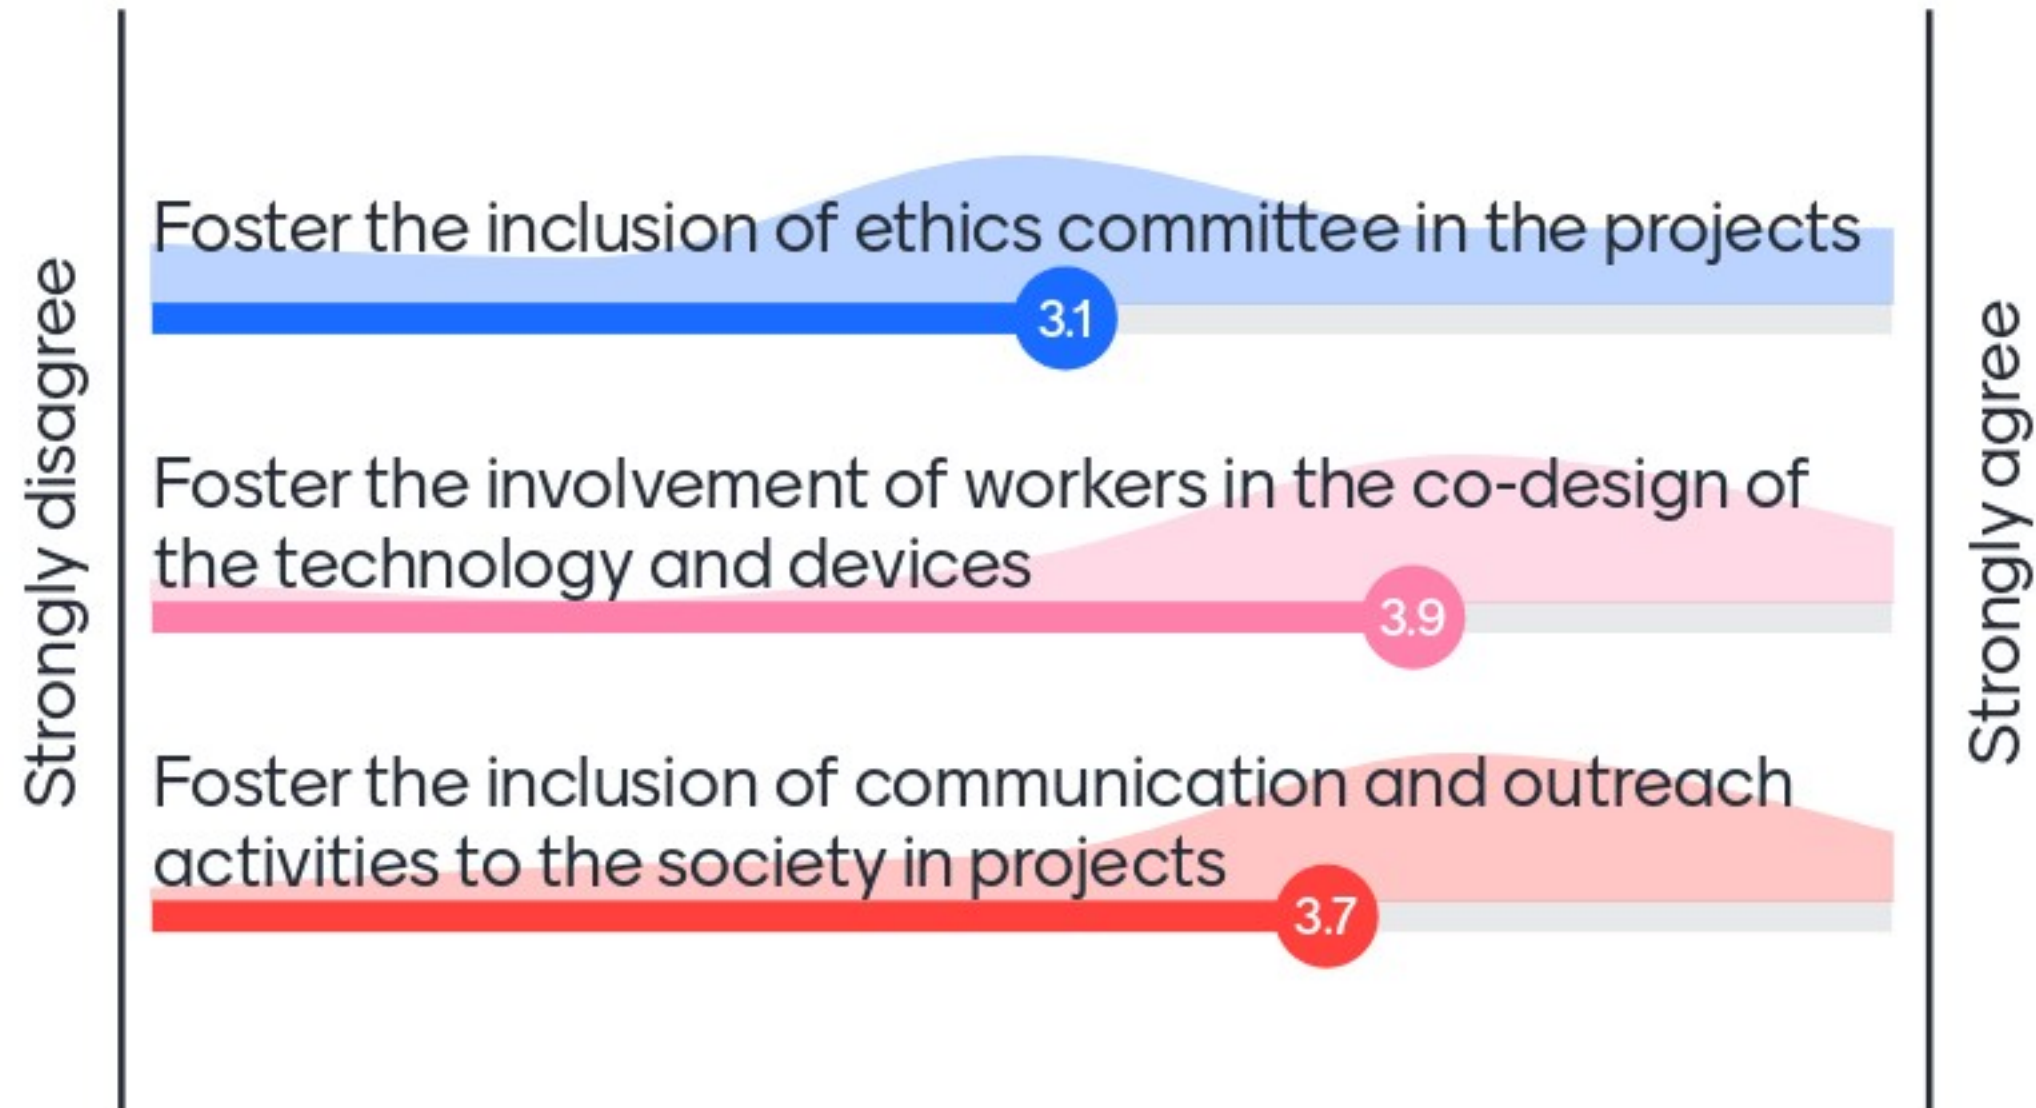 Strongly disagree
Foster the inclusion of ethics committee in the projects
3.1
Foster the involvement of workers in the co-design of
the technology and devices
3.9
Foster the inclusion of communication and outreach
activities to the society in projects
3.7
Strongly agree